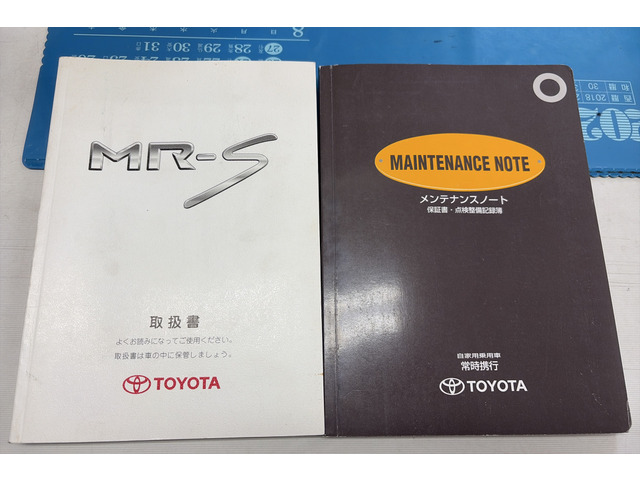 MR-S
取扱書
よくお読みになってご使用ください。
取扱書は車の中に保管しましょう。
TOYOTA
MAINTENANCE NOTE
メンテナンスノート
保証書・点検整備記録簿
自家用乗用車
常時携行
TOYOTA